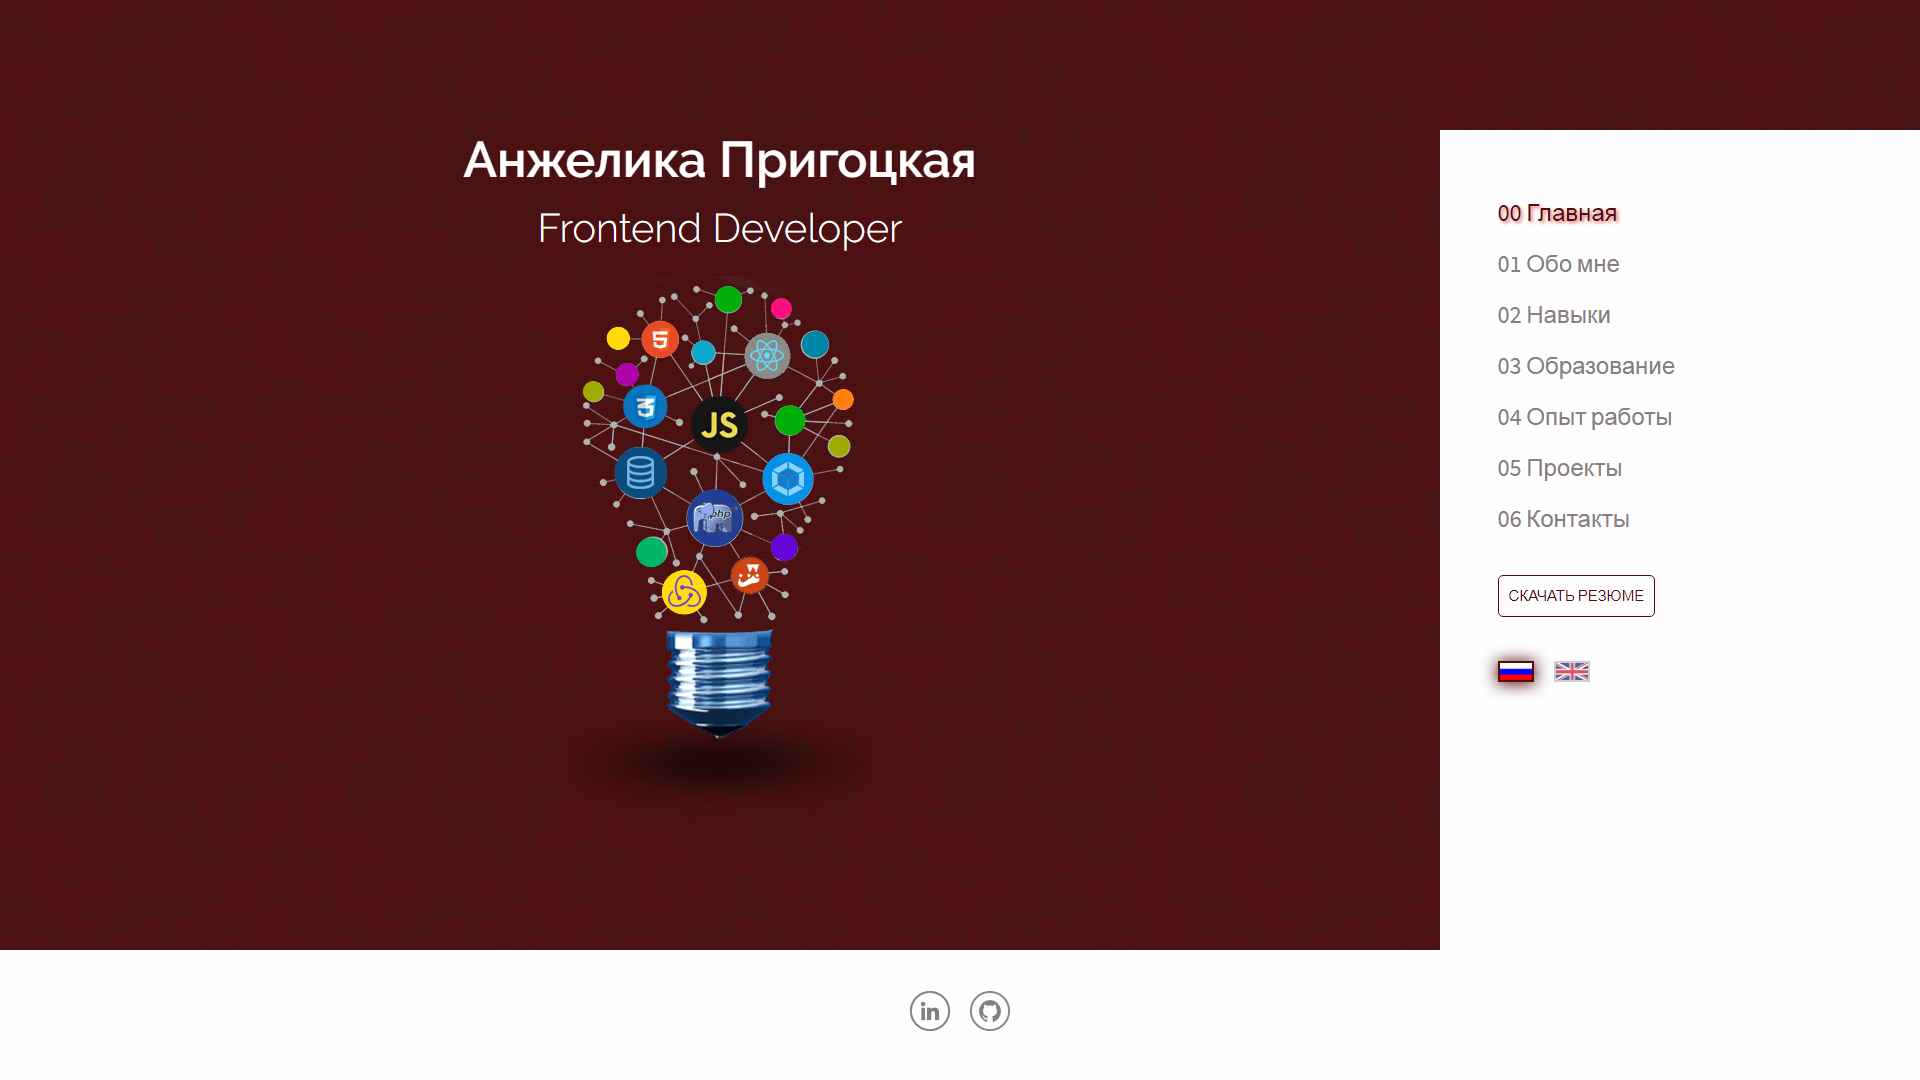 Анжелика Пригоцкая
Frontend Developer
JS
php
00 Главная
01 Обо мне
02 Навыки
03 Образование
04 Опыт работы
05 Проекты
06 Контакты
СКАЧАТЬ РЕЗЮМЕ
in